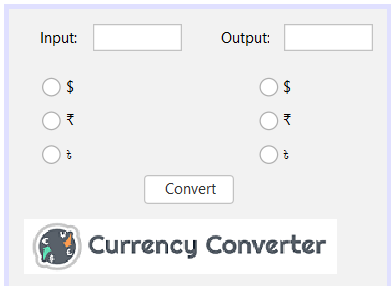 Input: Output:
$ $
₹ ₹
৳ ৳
Convert
Currency Converter